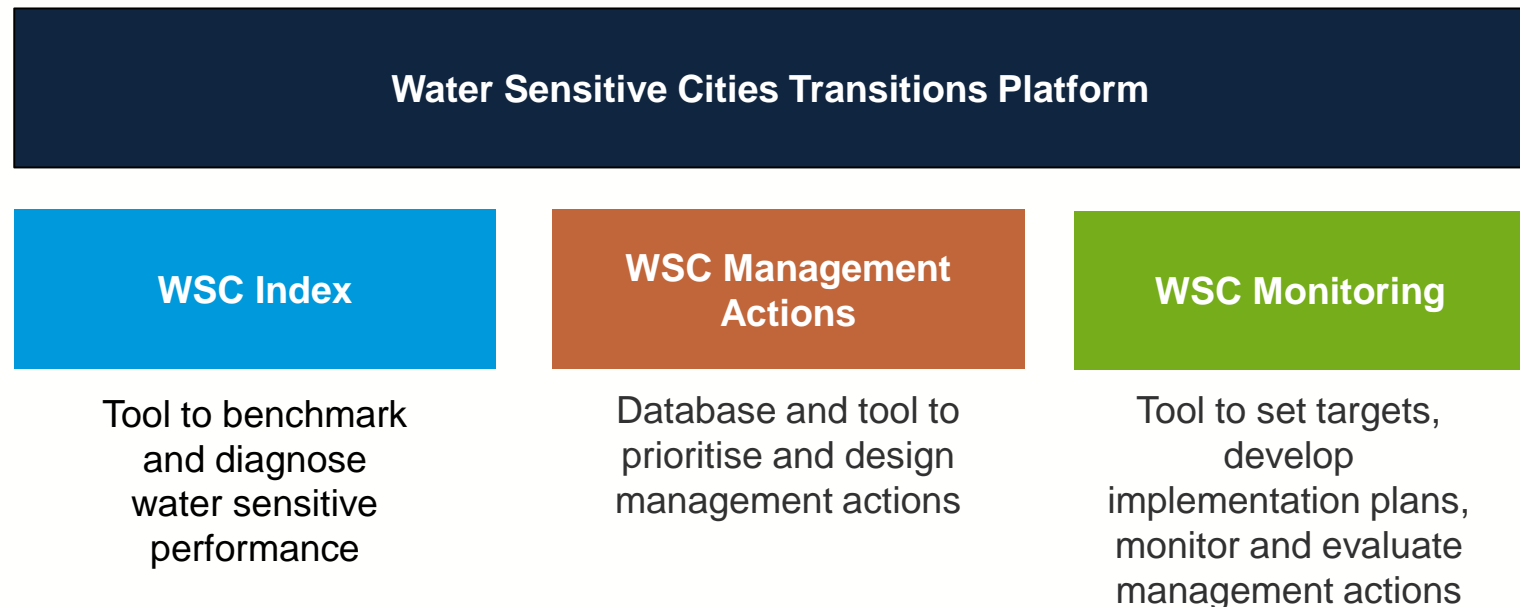 Water Sensitive Cities Transitions Platform
WSC Index
Tool to benchmark
and diagnose
water sensitive
performance
WSC Management
Actions
Database and tool to
prioritise and design
management actions
WSC Monitoring
Tool to set targets,
develop
implementation plans,
monitor and evaluate
management actions